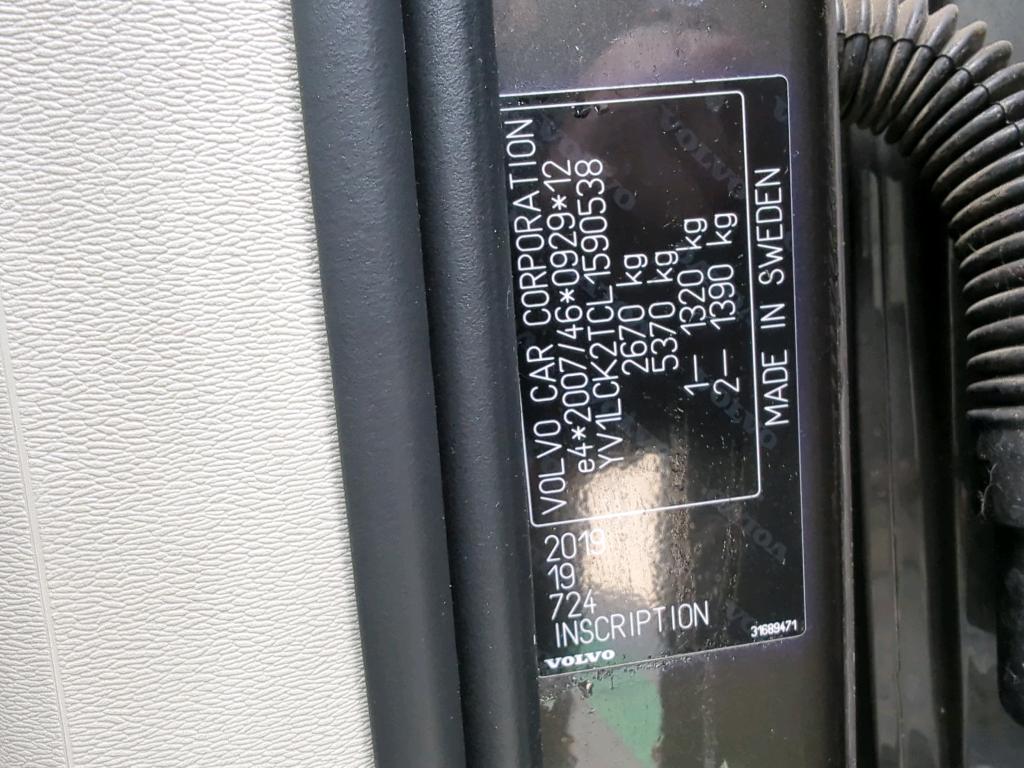 VOLVO
INSCRIPTION
724
19
2019
VOLVO CAR CORPORATION
e4*2007/46*0929*12
YV1LCK2TCL1590538
2670 kg
5370 kg
1— 1320 kg
2— 1390 kg
MADE IN SWEDEN
31689471